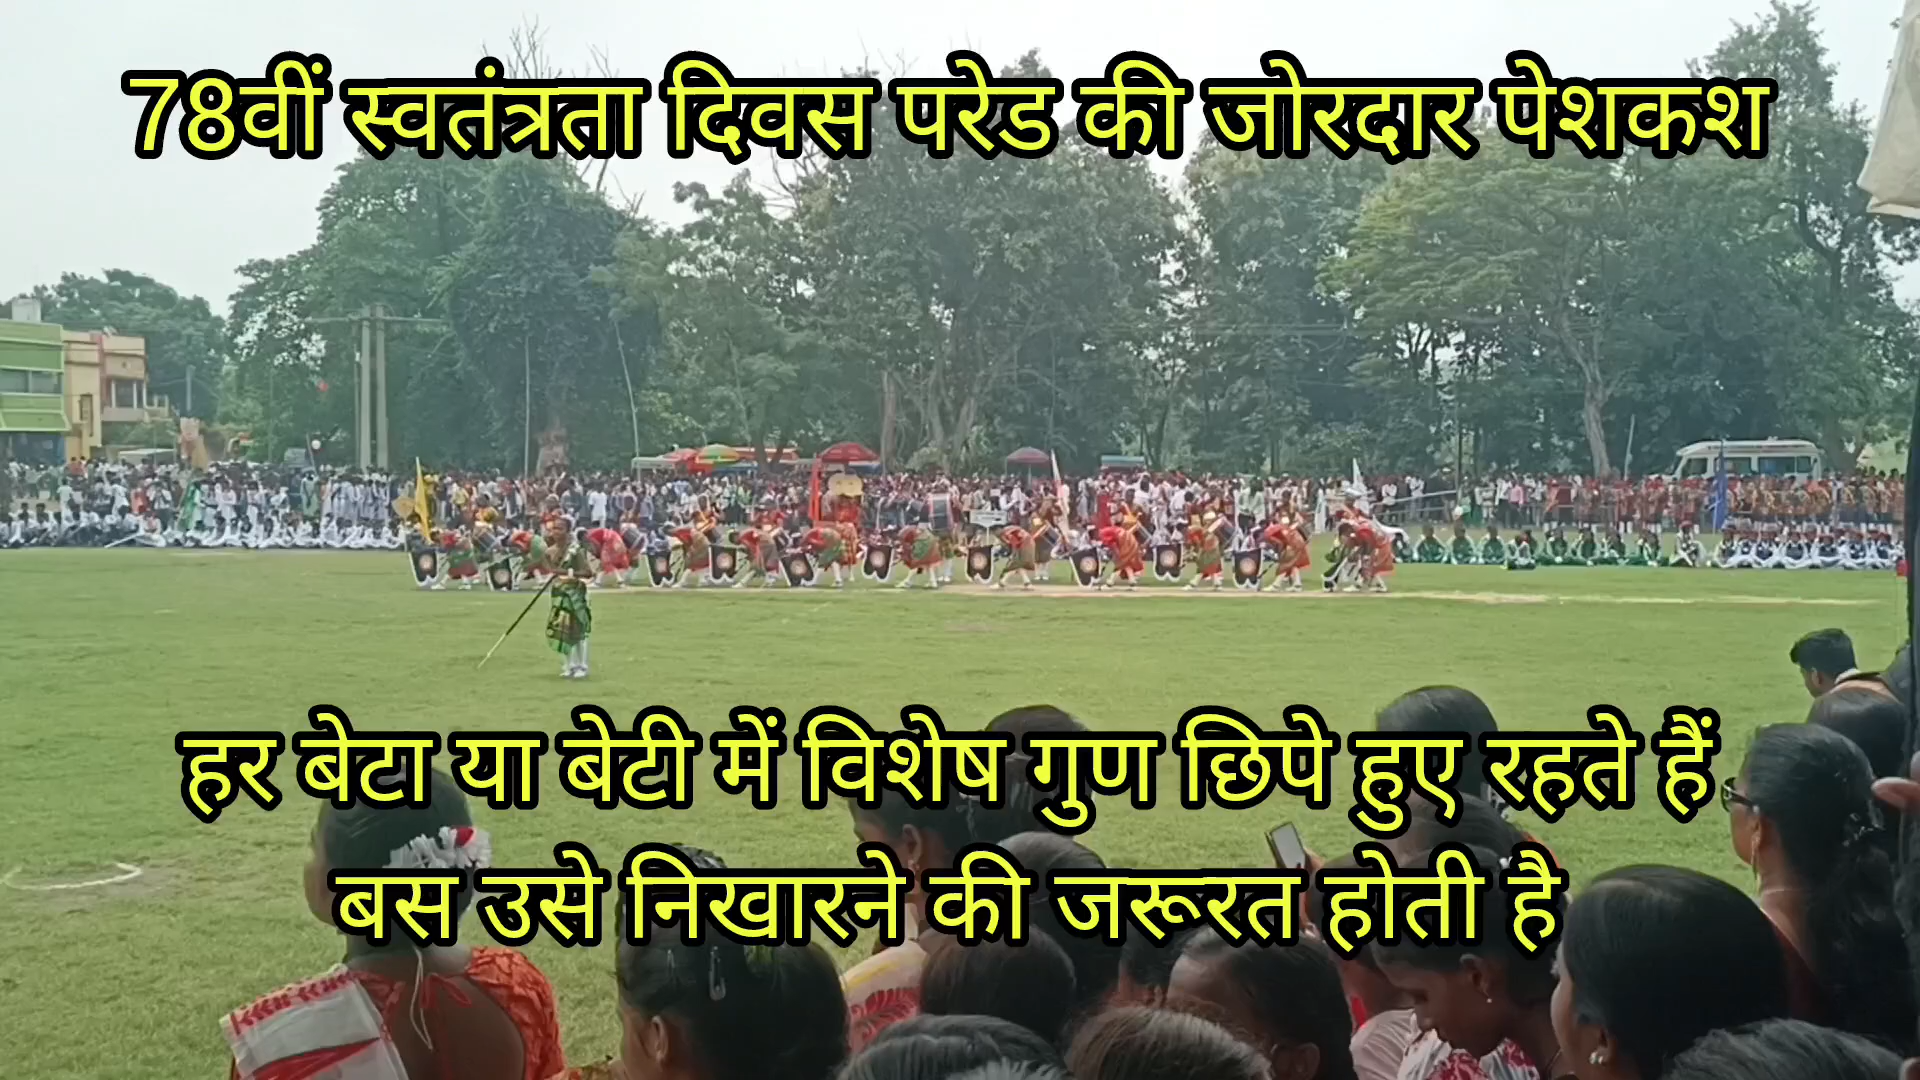 78वीं स्वतंत्रता दिवस परेड की जोरदार पेशकश
हर बेटा या बेटी में विशेष गुण छिपे हुए रहते हैं
बस उसे निखारने की जरूरत होती है